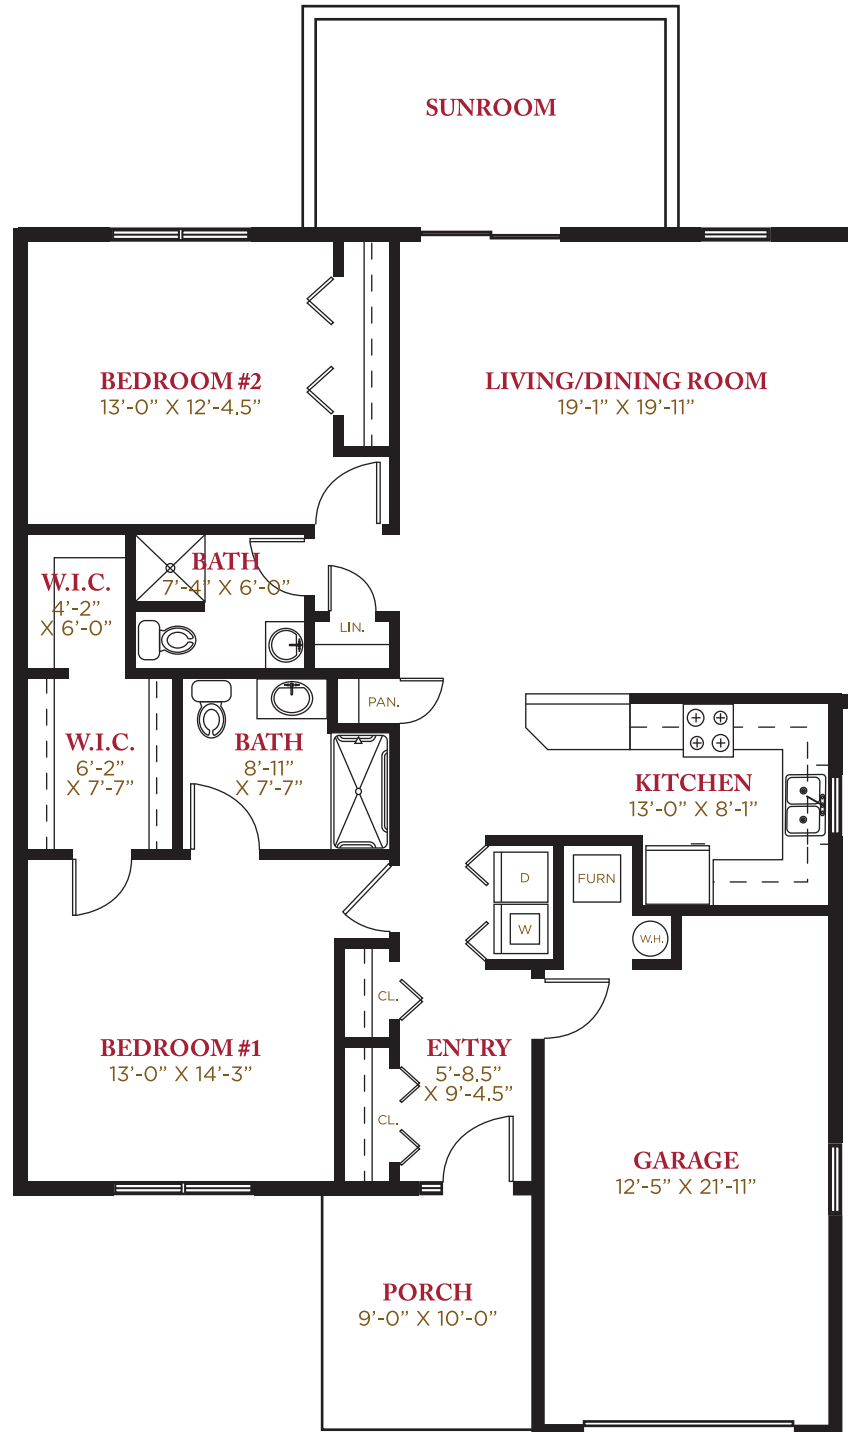 SUNROOM
BEDROOM #2
13’-0” X 12’-4.5”
LIVING/DINING ROOM
19’-1” X 19’-11”
BATH
7’-4” X 6’-0”
W.I.C.
4’-2”
X 6’-0”
LIN.
PAN.
W.I.C.
6’-2”
X 7’-7”
BATH
8’-11”
X 7’-7”
KITCHEN
13’-0” X 8’-1”
D
FURN
W
W.H.
CL.
BEDROOM #1
13’-0” X 14’-3”
ENTRY
5’-8.5”
X 9’-4.5”
CL.
GARAGE
12’-5” X 21’-11”
PORCH
9’-0” X 10’-0”